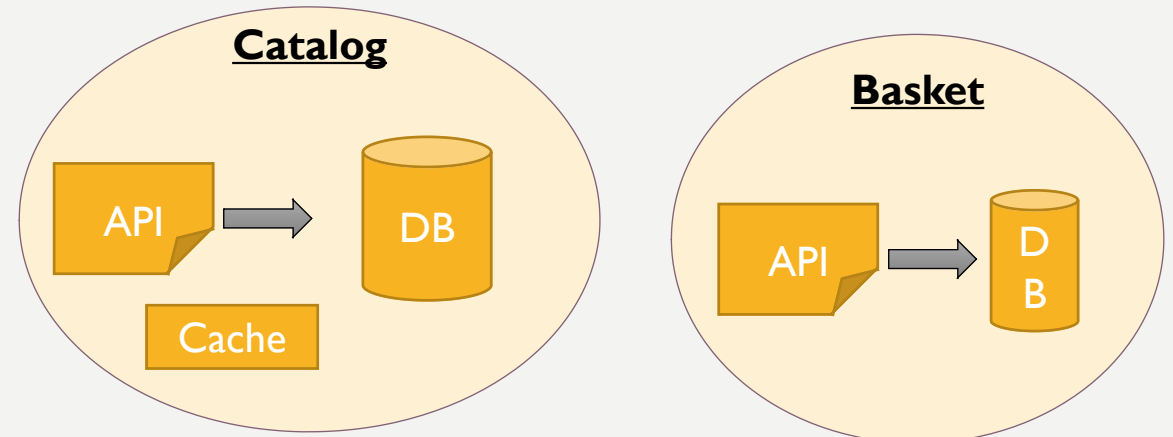 Catalog
API
DB
Cache
Basket
API
D
B